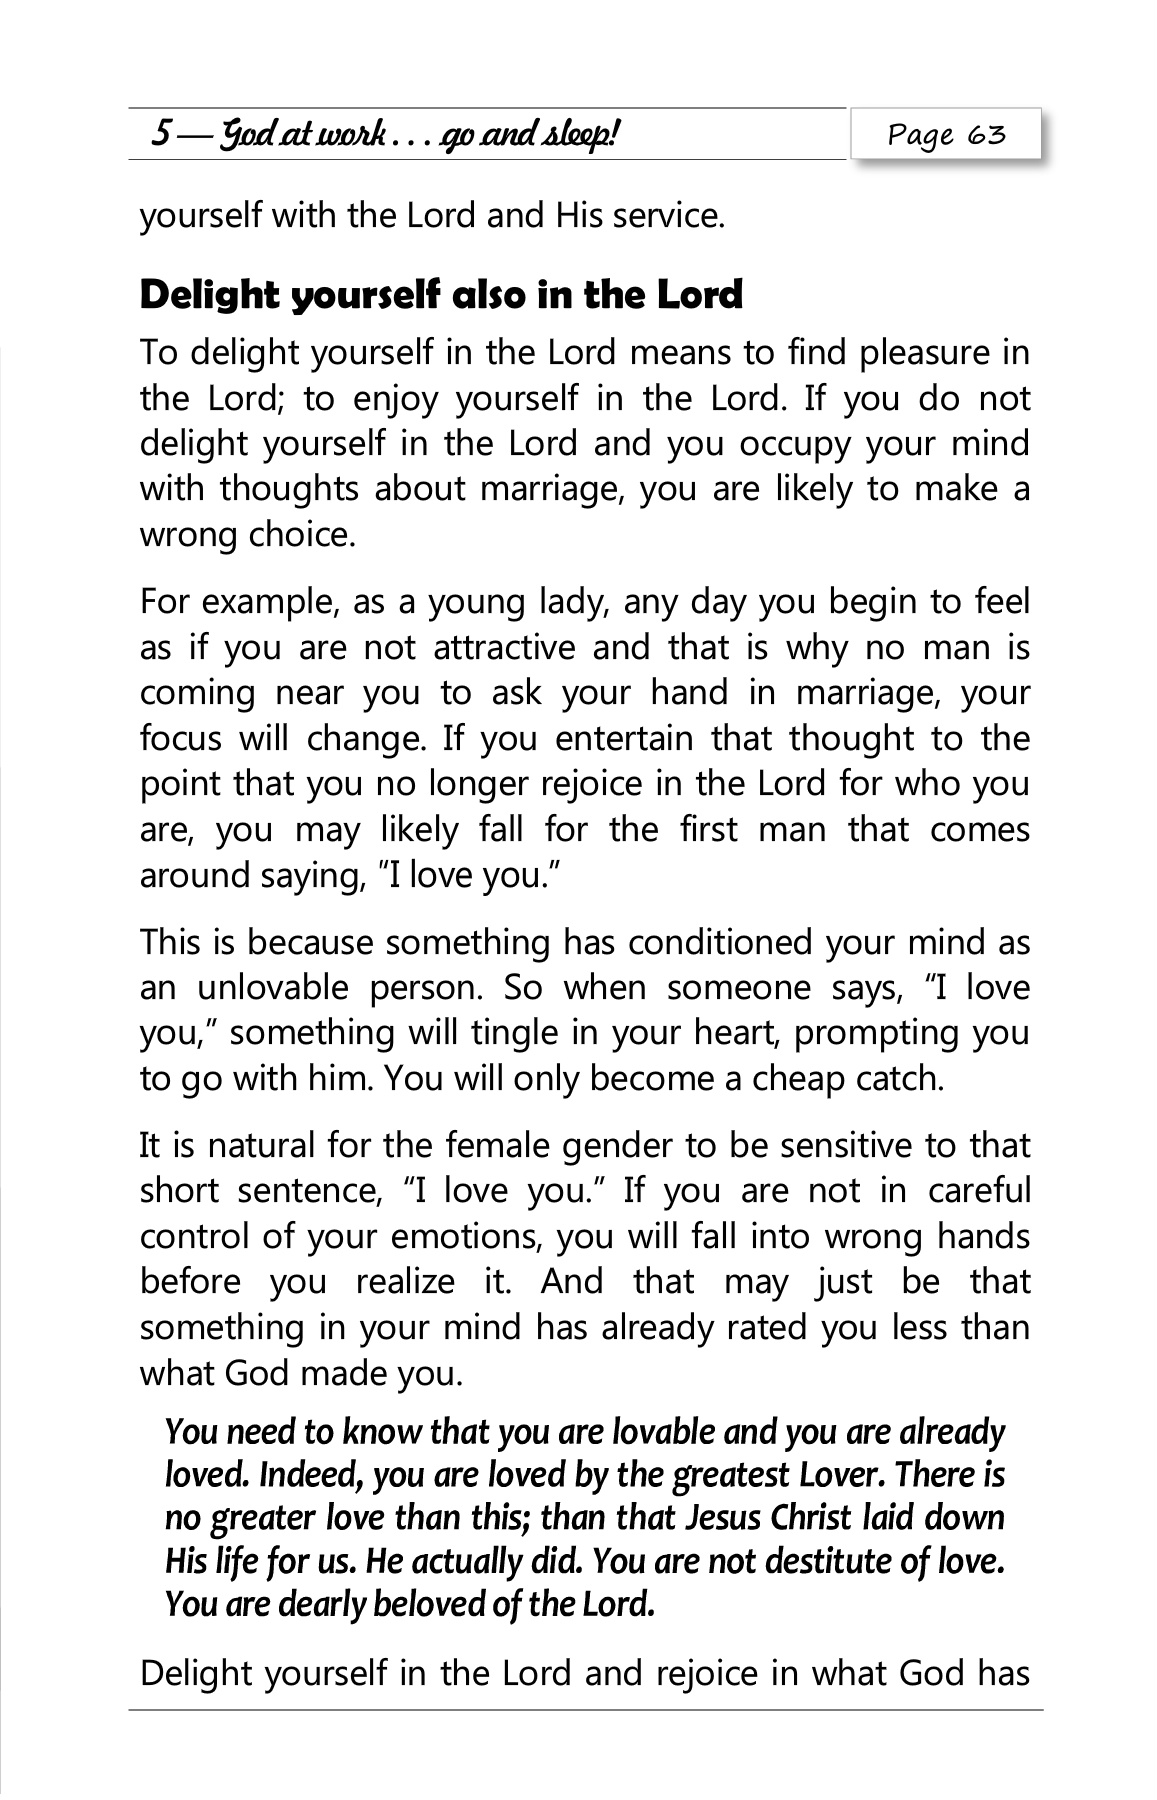 5 — God at work . . . go and sleep!
Page 63
yourself with the Lord and His service.
Delight yourself also in the Lord
To delight yourself in the Lord means to find pleasure in
the Lord; to enjoy yourself in the Lord. If you do not
delight yourself in the Lord and you occupy your mind
with thoughts about marriage, you are likely to make a
wrong choice.
For example, as a young lady, any day you begin to feel
as if you are not attractive and that is why no man is
coming near you to ask your hand in marriage, your
focus will change. If you entertain that thought to the
point that you no longer rejoice in the Lord for who you
are, you may likely fall for the first man that comes
around saying, "I love you.”
This is because something has conditioned your mind as
an unlovable person. So when someone says, “I love
you,” something will tingle in your heart, prompting you
to go with him. You will only become a cheap catch.
It is natural for the female gender to be sensitive to that
short sentence, “I love you.” If you are not in careful
control of your emotions, you will fall into wrong hands
before you realize it. And that may just be that
something in your mind has already rated you less than
what God made you.
You need to know that you are lovable and you are already
loved. Indeed, you are loved by the greatest Lover. There is
no greater love than this; than that Jesus Christ laid down
His life for us. He actually did. You are not destitute of love.
You are dearly beloved of the Lord.
Delight yourself in the Lord and rejoice in what God has